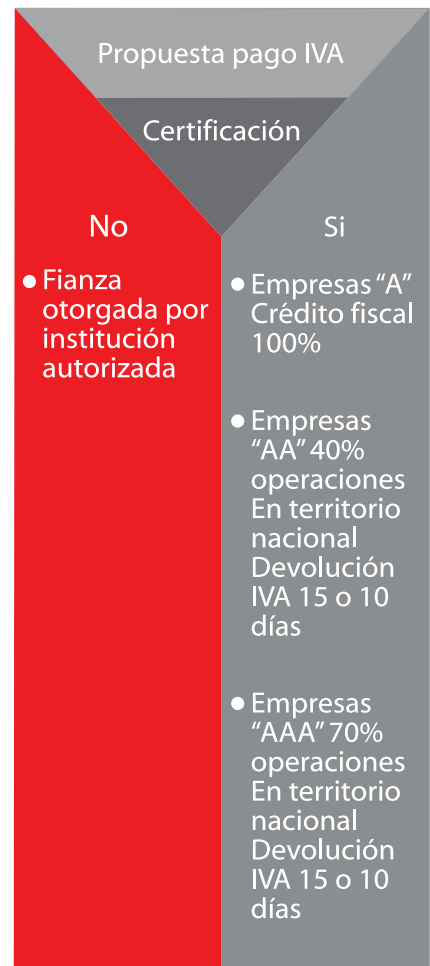 Propuesta pago IVA
Certificación
No
• Fianza
otorgada por
institución
autorizada
Si
• Empresas “A”
Crédito fiscal
100%
• Empresas
“AA” 40%
operaciones
En territorio
nacional
Devolución
IVA 15 o 10
días
• Empresas
“AAA” 70%
operaciones
En territorio
nacional
Devolución
IVA 15 o 10
días